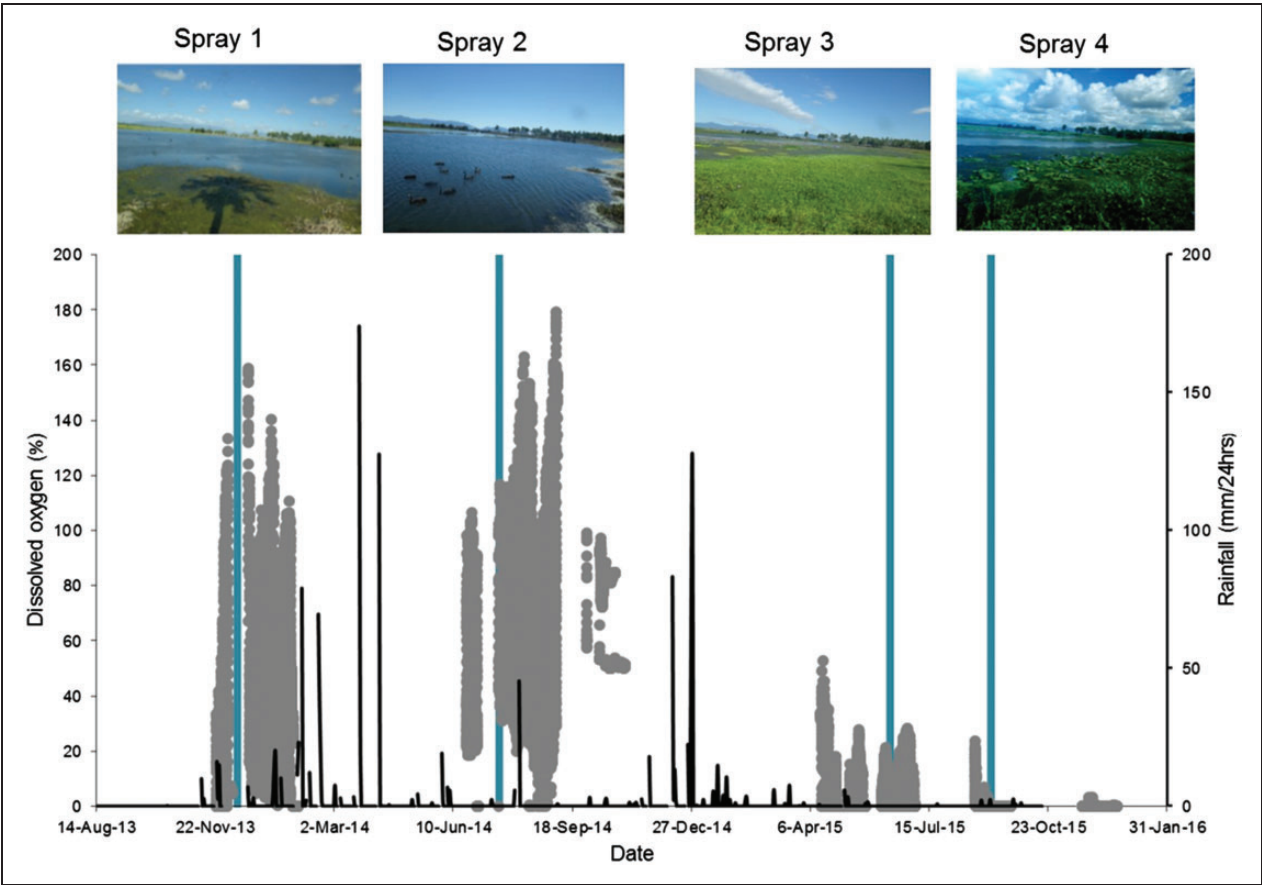 Spray 1 Spray 2 Spray 3 Spray 4
200 200
180
160
150
140
120
100 100
80
60
50
40
20
0 0
Dissolved oxygen (%)
Rainfall (mm/24hrs)
14-Aug-13 22-Nov-13 2-Mar-14 10-Jun-14 18-Sep-14 27-Dec-14 6-Apr-15 15-Jul-15 23-Oct-15 31-Jan-16
Date